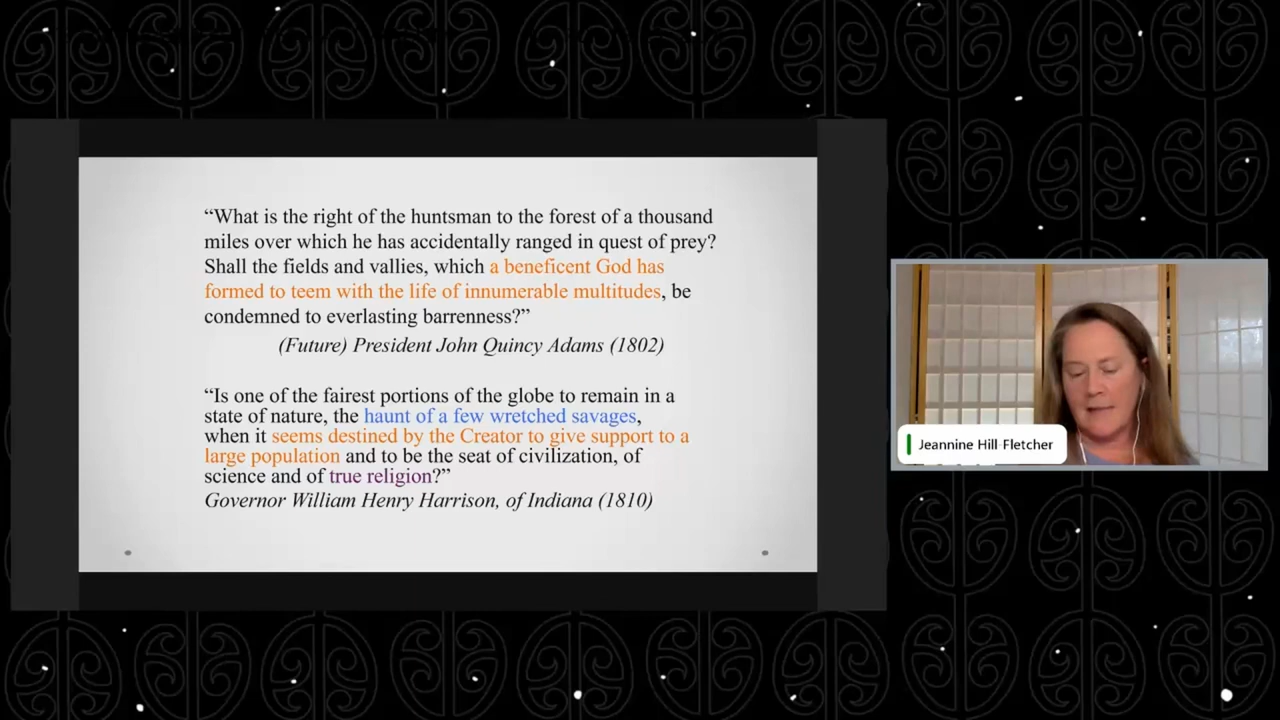 “What is the right of the huntsman to the forest of a thousand
miles over which he has accidentally ranged in quest of prey?
Shall the fields and vallies, which a beneficent God has
formed to teem with the life of innumerable multitudes, be
condemned to everlasting barrenness?”
(Future) President John Quincy Adams (1802)
“Is one of the fairest portions of the globe to remain in a
state of nature, the haunt of a few wretched savages,
when it seems destined by the Creator to give support to a
large population and to be the seat of civilization, of
science and of true religion?”
Governor William Henry Harrison, of Indiana (1810)
Jeannine Hill-Fletcher